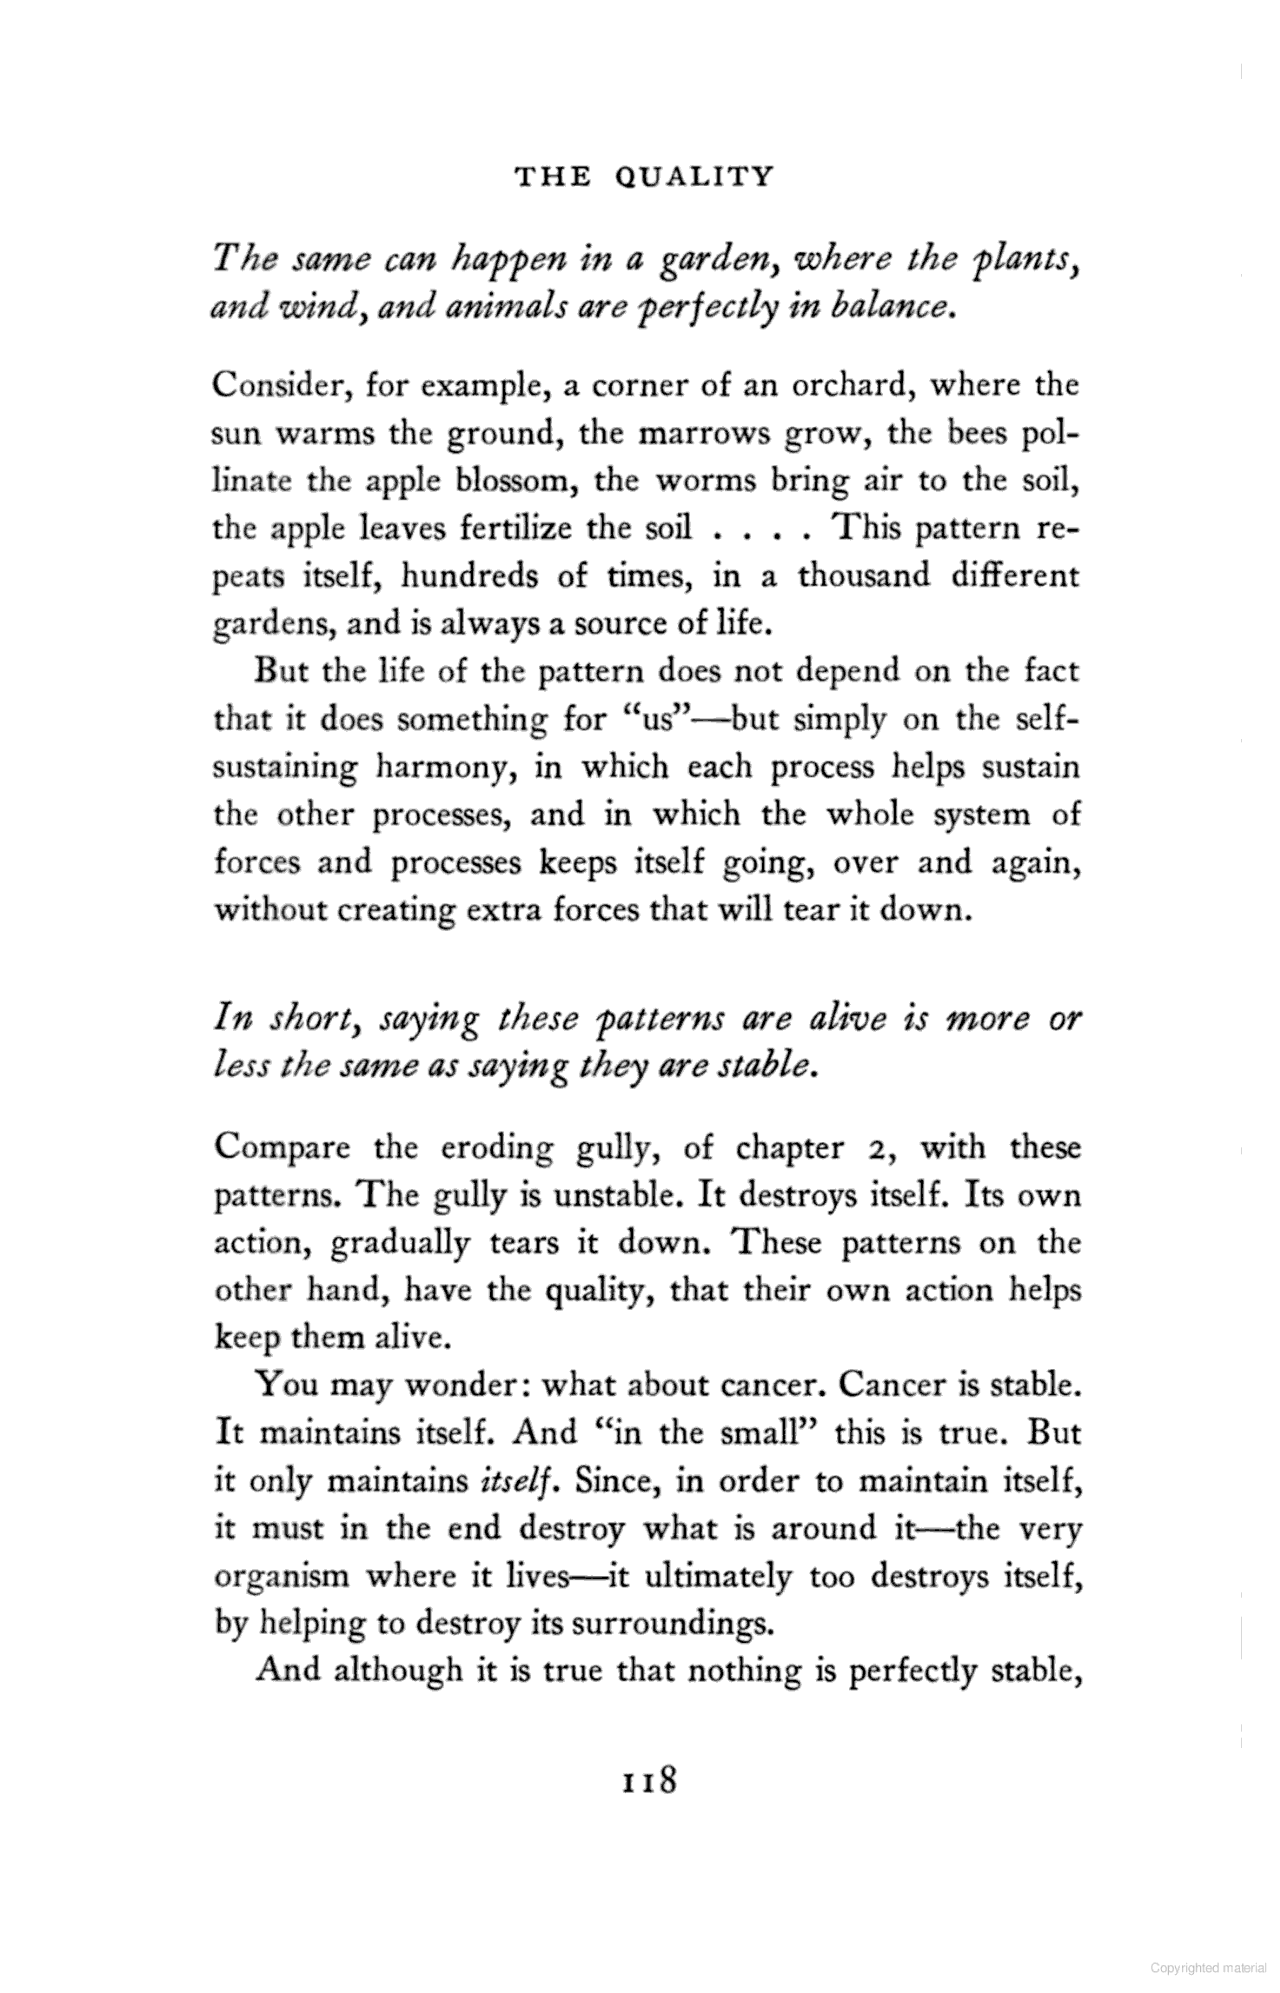 THE QUALITY
The same can happen in a garden, where the plants,
and wind, and animals are perfectly in balance.
Consider, for example, a corner of an orchard, where the
sun warms the ground, the marrows grow, the bees pol-
linate the apple blossom, the worms bring air to the soil,
the apple leaves fertilize the soil . . . . This pattern re-
peats itself, hundreds of times, in a thousand different
gardens, and is always a source of life.
But the life of the pattern does not depend on the fact
that it does something for “us”—but simply on the self-
sustaining harmony, in which each process helps sustain
the other processes, and in which the whole system of
forces and processes keeps itself going, over and again,
without creating extra forces that will tear it down.
In short, saying these patterns are alive is more or
less the same as saying they are stable.
Compare the eroding gully, of chapter 2, with these
patterns. The gully is unstable. It destroys itself. Its own
action, gradually tears it down. These patterns on the
other hand, have the quality, that their own action helps
keep them alive.
You may wonder: what about cancer. Cancer is stable.
It maintains itself. And “in the small” this is true. But
it only maintains itself. Since, in order to maintain itself,
it must in the end destroy what is around it—the very
organism where it lives—it ultimately too destroys itself,
by helping to destroy its surroundings.
And although it is true that nothing is perfectly stable,
118
Copyrighted material